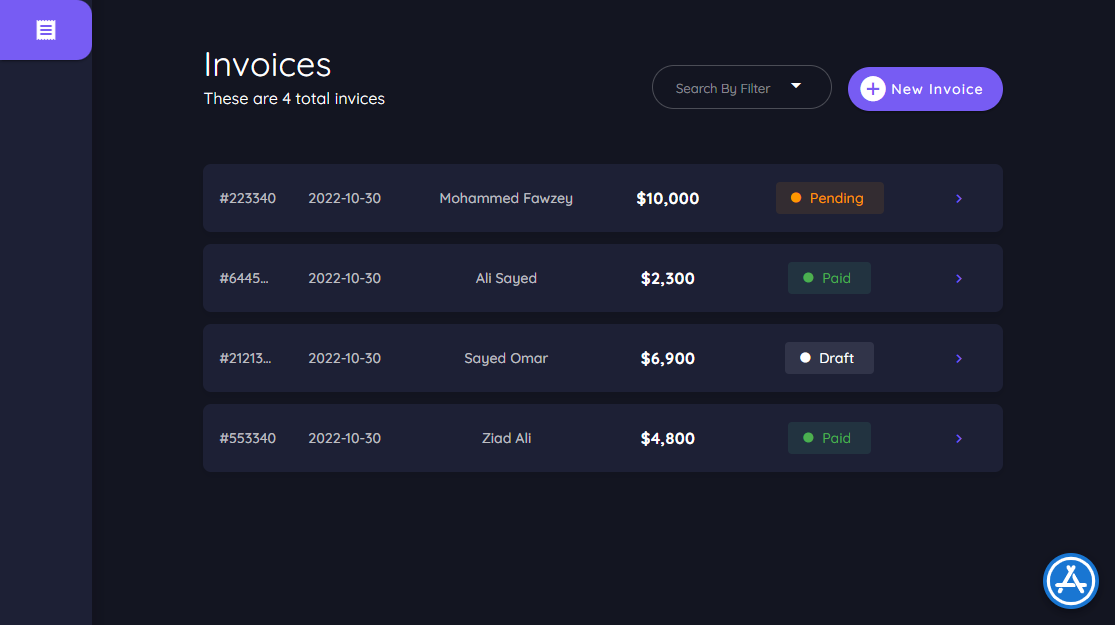 Invoices
These are 4 total invices
Search By Filter
New Invoice
#223340 2022-10-30 Mohammed Fawzey $10,000 Pending
#6445... 2022-10-30 Ali Sayed $2,300 Paid
#21213... 2022-10-30 Sayed Omar $6,900 Draft
#553340 2022-10-30 Ziad Ali $4,800 Paid